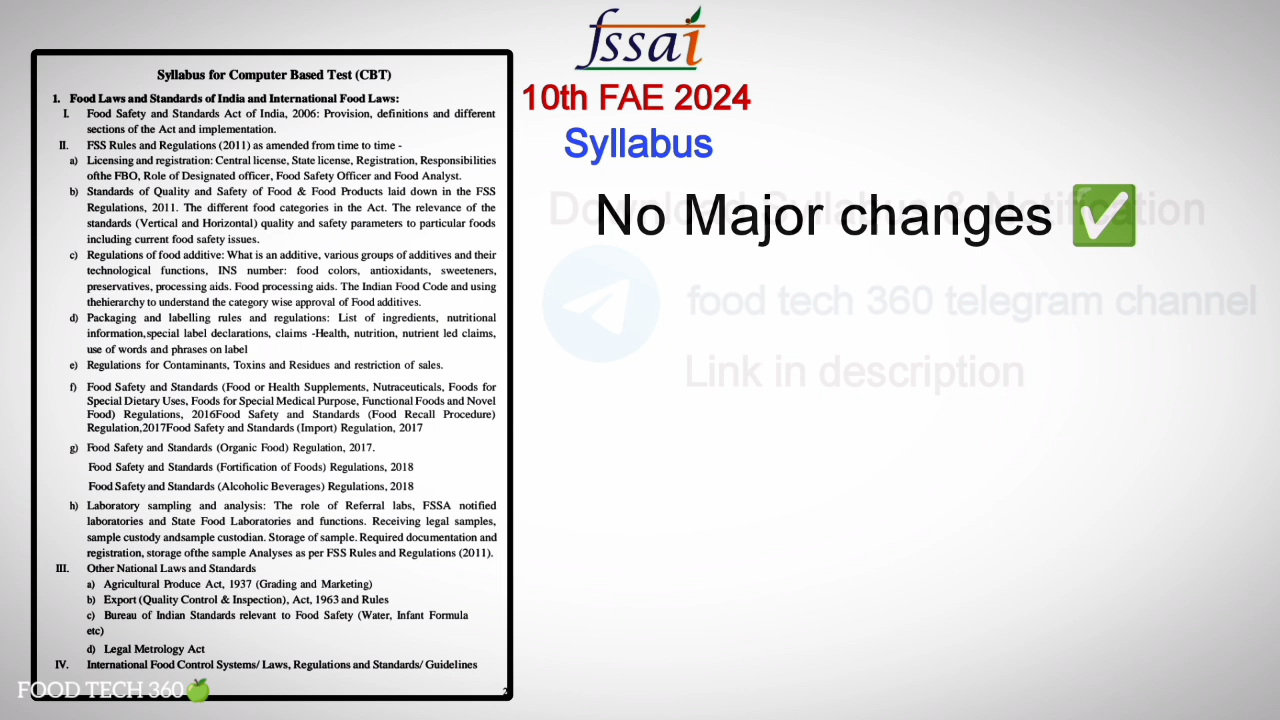 Syllabus for Computer Based Test (CBT)
1. Food Laws and Standards of India and International Food Laws:
I. Food Safety and Standards Act of India, 2006: Provision, definitions and different
sections of the Act and implementation.
II. FSS Rules and Regulations (2011) as amended from time to time -
a) Licensing and registration: Central license, State license, Registration, Responsibilities
ofthe FBO, Role of Designated officer, Food Safety Officer and Food Analyst.
b) Standards of Quality and Safety of Food & Food Products laid down in the FSS
Regulations, 2011. The different food categories in the Act. The relevance of the
standards (Vertical and Horizontal) quality and safety parameters to particular foods
including current food safety issues.
c) Regulations of food additive: What is an additive, various groups of additives and their
technological functions, INS number: food colors, antioxidants, sweeteners,
preservatives, processing aids. Food processing aids. The Indian Food Code and using
thehierarchy to understand the category wise approval of Food additives.
d) Packaging and labelling rules and regulations: List of ingredients, nutritional
information,special label declarations, claims -Health, nutrition, nutrient led claims,
use of words and phrases on label
e) Regulations for Contaminants, Toxins and Residues and restriction of sales.
f) Food Safety and Standards (Food or Health Supplements, Nutraceuticals, Foods for
Special Dietary Uses, Foods for Special Medical Purpose, Functional Foods and Novel
Food) Regulations, 2016Food Safety and Standards (Food Recall Procedure)
Regulation,2017Food Safety and Standards (Import) Regulation, 2017
g) Food Safety and Standards (Organic Food) Regulation, 2017.
Food Safety and Standards (Fortification of Foods) Regulations, 2018
Food Safety and Standards (Alcoholic Beverages) Regulations, 2018
h) Laboratory sampling and analysis: The role of Referral labs, FSSA notified
laboratories and State Food Laboratories and functions. Receiving legal samples,
sample custody andsample custodian. Storage of sample. Required documentation and
registration, storage ofthe sample Analyses as per FSS Rules and Regulations (2011).
III. Other National Laws and Standards
a) Agricultural Produce Act, 1937 (Grading and Marketing)
b) Export (Quality Control & Inspection), Act, 1963 and Rules
c) Bureau of Indian Standards relevant to Food Safety (Water, Infant Formula
etc)
d) Legal Metrology Act
IV. International Food Control Systems/ Laws, Regulations and Standards/ Guidelines
2
FOOD TECH 360
fssai
10th FAE 2024
Syllabus
Download Syllabus & Notification
No Major changes ✅
food tech 360 telegram channel
Link in description